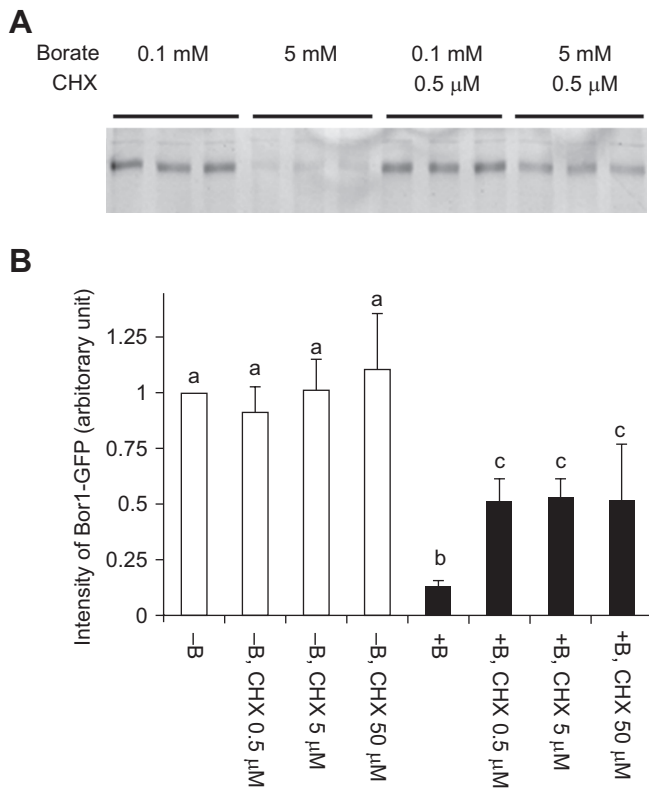 A
Borate 0.1 mM 5 mM 0.1 mM 5 mM
CHX 0.5 μM 0.5 μM
B
Intensity of Bor1-GFP (arbitorary unit)
1.25
1
0.75
0.5
0.25
0
a
a
a
a
b
c
c
c
–B
–B, CHX 0.5 μM
–B, CHX 5 μM
–B, CHX 50 μM
+B
+B, CHX 0.5 μM
+B, CHX 5 μM
+B, CHX 50 μM